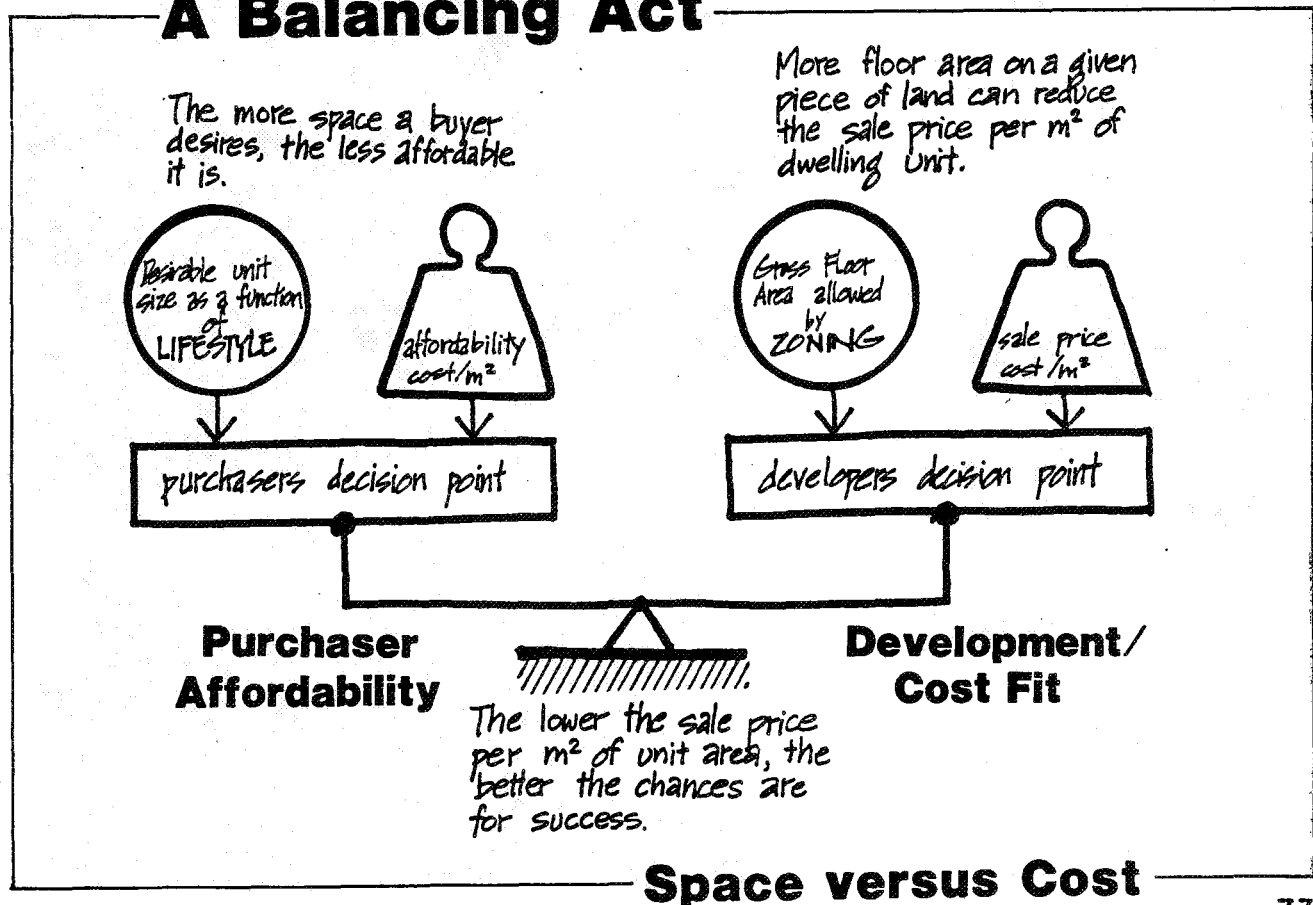 A Balancing Act
The more space a buyer
desires, the less affordable
it is.
More floor area on a given
piece of land can reduce
the sale price per m² of
dwelling unit.
Desirable unit
size as a function
of
LIFESTYLE
affordability
cost/m²
Gross Floor
Area allowed
by
ZONING
sale price
cost/m²
purchasers decision point
developers decision point
Purchaser
Affordability
Development/
Cost Fit
The lower the sale price
per m² of unit area, the
better the chances are
for success.
Space versus Cost